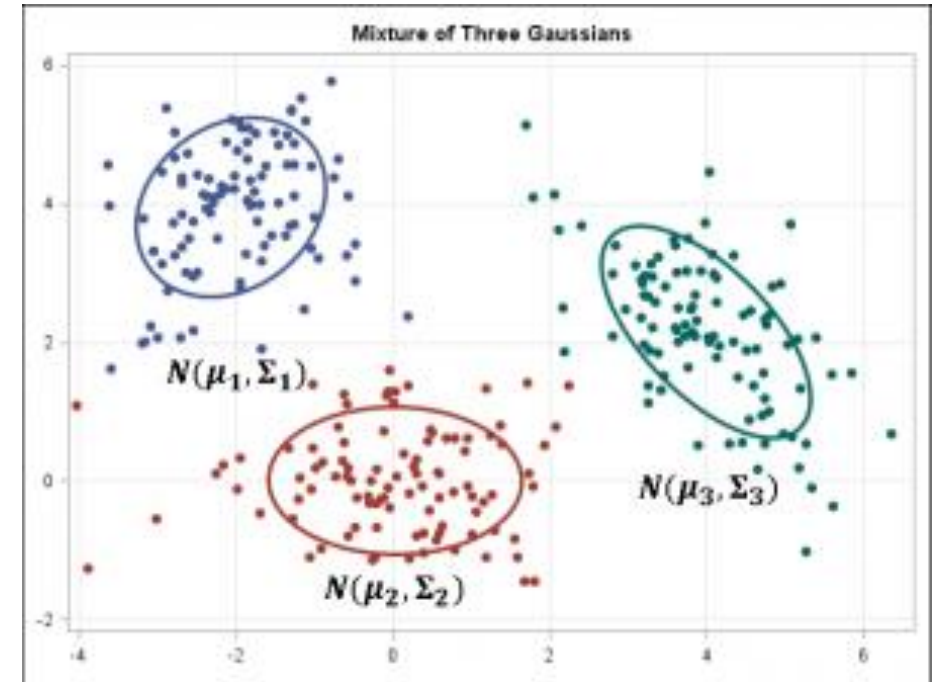 Mixture of Three Gaussians
6
4
2
0
-2
N(μ₁, Σ₁)
N(μ₂, Σ₂)
N(μ₃, Σ₃)
-4 -2 0 2 4 6